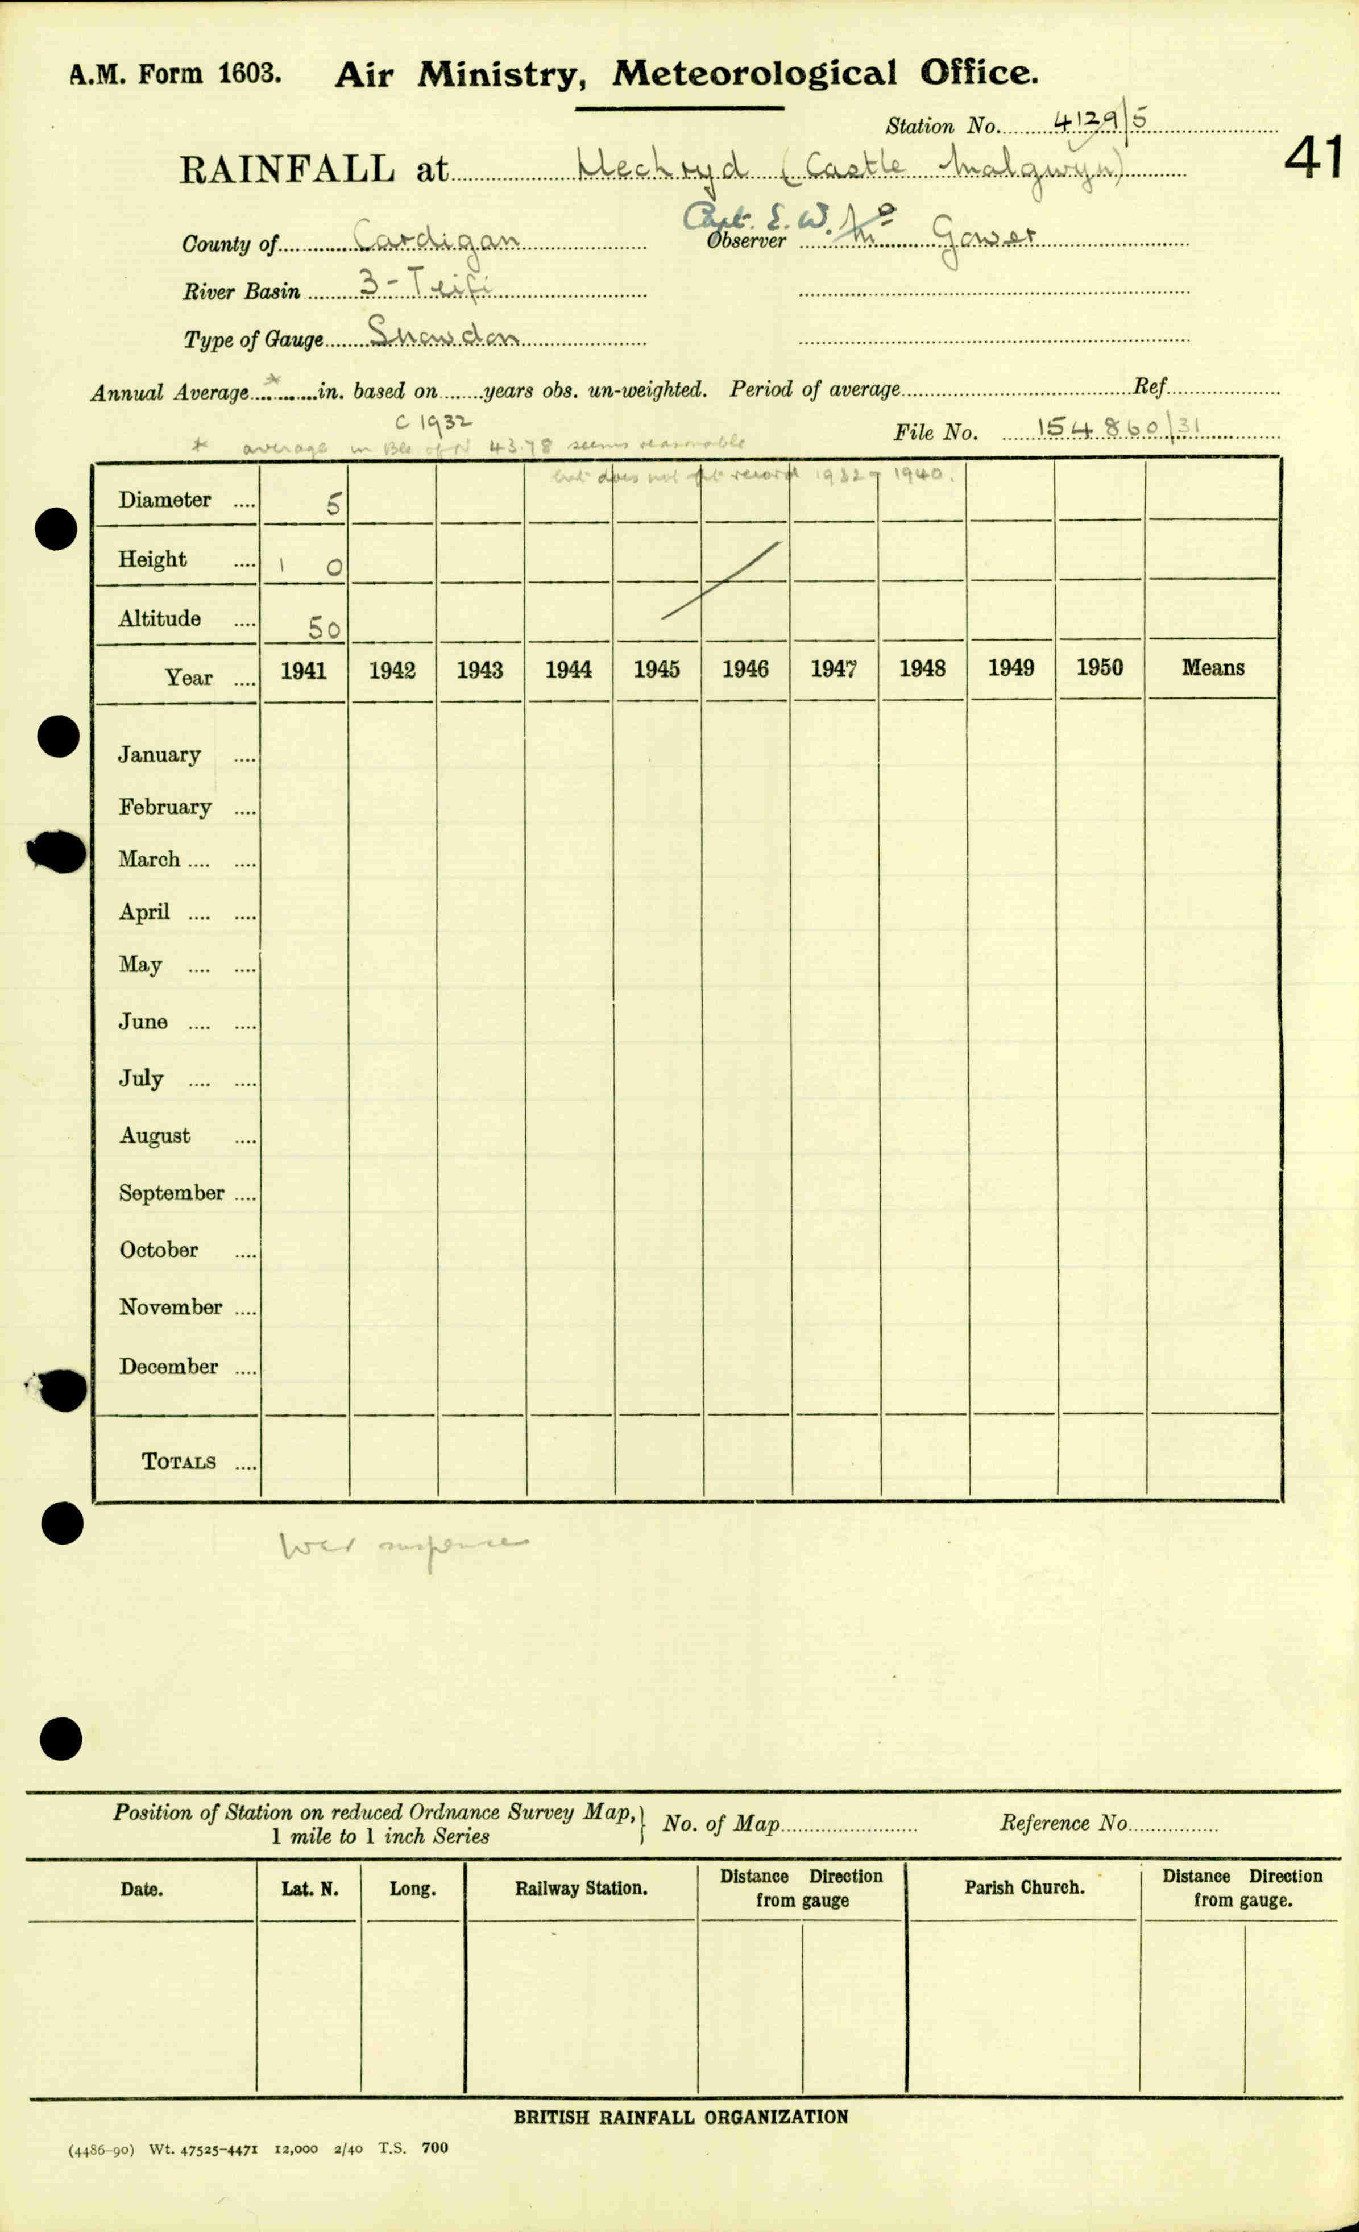 A.M. Form 1603. Air Ministry, Meteorological Office.
Station No. 4129/5
41
RAINFALL at Llechryd (Castle Malgwyn)
County of Cardigan Observer Capt. E. W. Gower
River Basin 3 - Teifi
Type of Gauge Snowdon
Annual Average * in. based on years obs. un-weighted. Period of average Ref
C 1932
File No. 154860/31
* average in 43.78 seems reasonable
but does not fit record 1932 - 1940.
Diameter .... 5
Height .... 1 0
Altitude .... 50
Year .... 1941 1942 1943 1944 1945 1946 1947 1948 1949 1950 Means
January ....
February ....
March .... ....
April .... ....
May .... ....
June .... ....
July .... ....
August ....
September ....
October ....
November ....
December ....
TOTALS ....
War suspense
Position of Station on reduced Ordnance Survey Map, } No. of Map Reference No.
1 mile to 1 inch Series
Date. Lat. N. Long. Railway Station. Distance Direction from gauge Parish Church. Distance Direction from gauge.
BRITISH RAINFALL ORGANIZATION
(4486-90) Wt. 47525-4471 12,000 2/40 T.S. 700